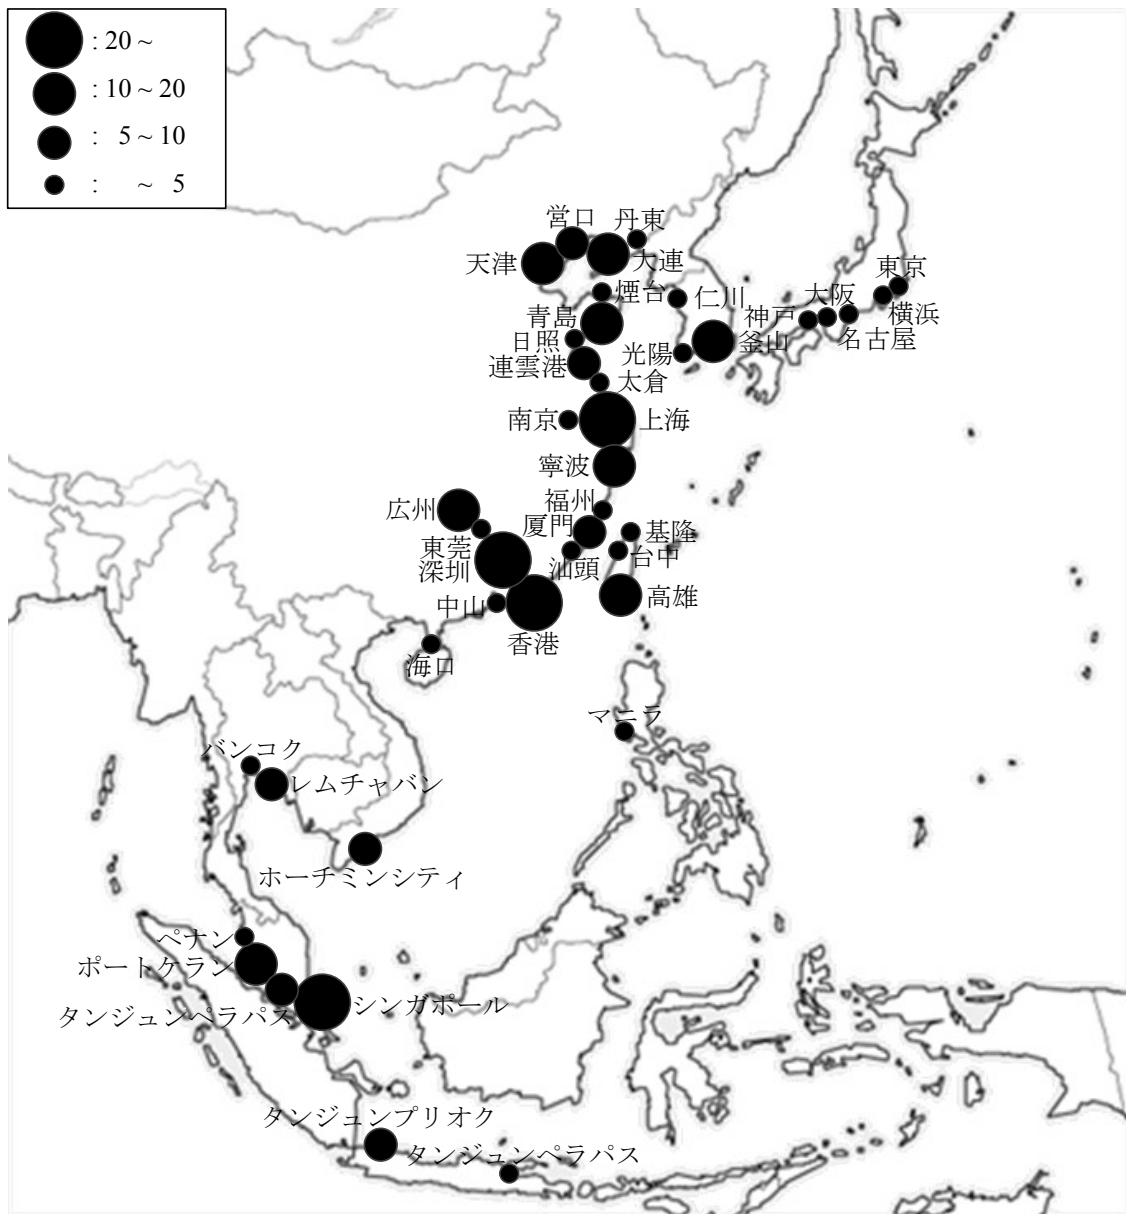 : 20 ~
: 10 ~ 20
: 5 ~ 10
: ~ 5
営口
丹東
天津
大連
東京
煙台
仁川
大阪
横浜
青島
神戸
釜山
名古屋
日照
光陽
連雲港
太倉
南京
上海
寧波
福州
広州
厦門
基隆
東莞
台中
汕頭
深圳
高雄
中山
香港
海口
マニラ
バンコク
レムチャバン
ホーチミンシティ
ペナン
ポートケラン
シンガポール
タンジュンペラパス
タンジュンプリオク
タンジュンペラパス